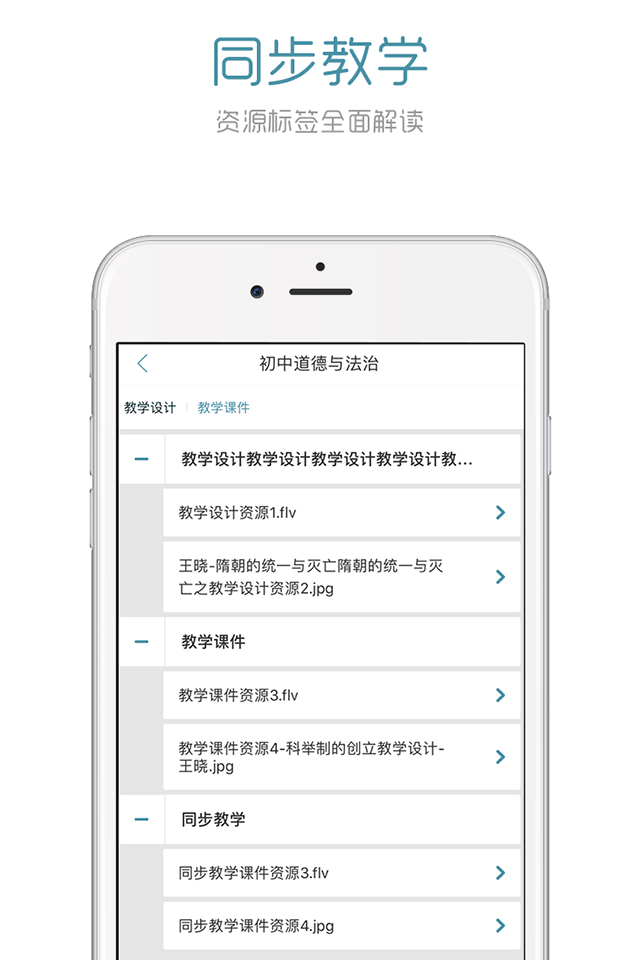 同步教学
资源标签全面解读
初中道德与法治
教学设计
教学课件
教学设计教学设计教学设计教学设计教...
教学设计资源1.flv
王晓-隋朝的统一与灭亡隋朝的统一与灭
亡之教学设计资源2.jpg
教学课件
教学课件资源3.flv
教学课件资源4-科举制的创立教学设计-
王晓.jpg
同步教学
同步教学课件资源3.flv
同步教学课件资源4.jpg